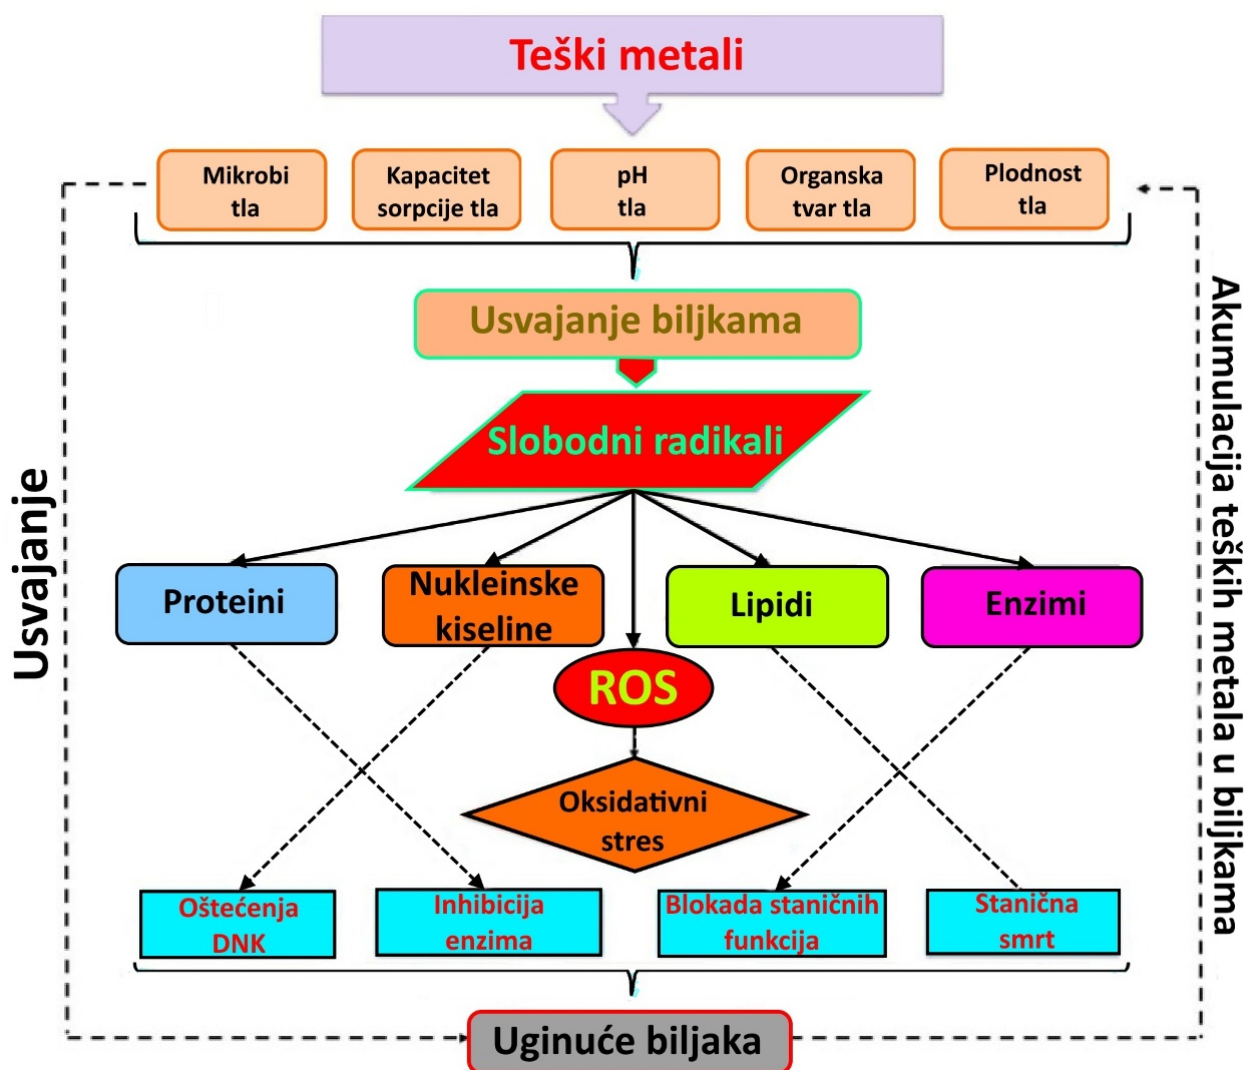 Teški metali
Mikrobi
tla
Kapacitet
sorpcije tla
pH
tla
Organska
tvar tla
Plodnost
tla
Usvajanje biljkama
Slobodni radikali
Usvajanje
Akumulacija teških metala u biljkama
Proteini
Nukleinske
kiseline
Lipidi
Enzimi
ROS
Oksidativni
stres
Oštećenja
DNK
Inhibicija
enzima
Blokada staničnih
funkcija
Stanična
smrt
Uginuće biljaka